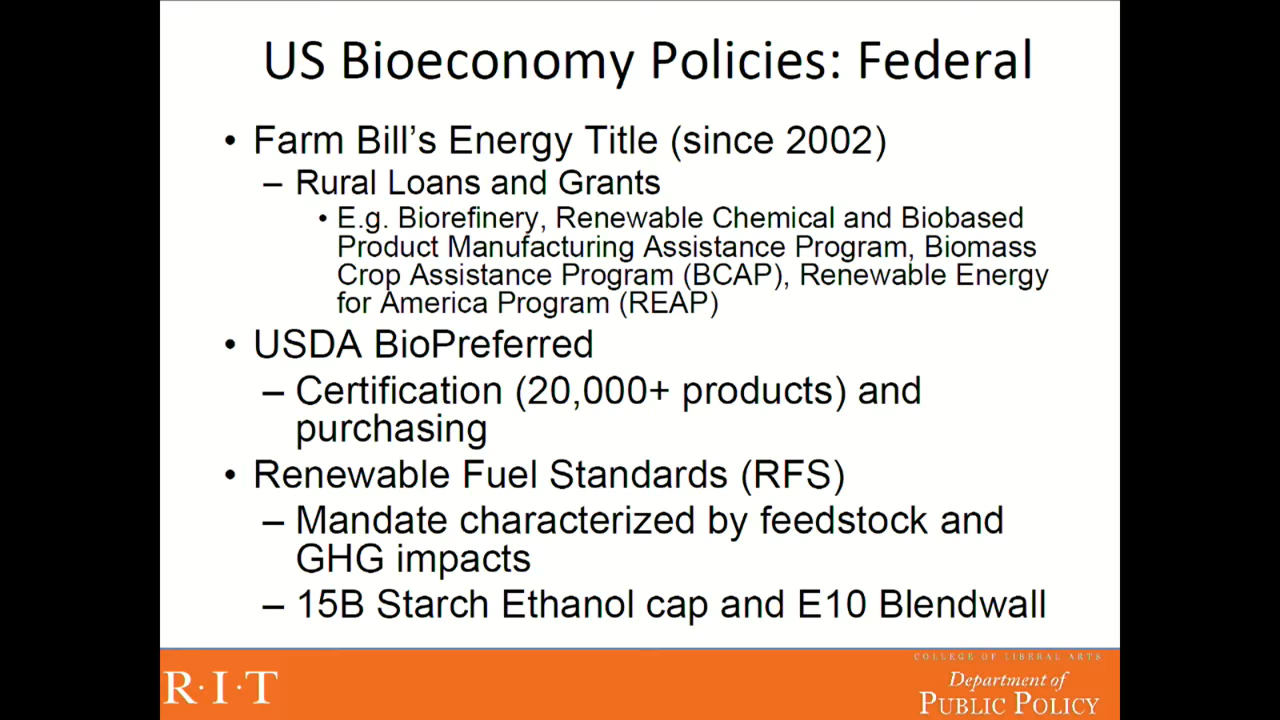 US Bioeconomy Policies: Federal
• Farm Bill’s Energy Title (since 2002)
– Rural Loans and Grants
• E.g. Biorefinery, Renewable Chemical and Biobased
Product Manufacturing Assistance Program, Biomass
Crop Assistance Program (BCAP), Renewable Energy
for America Program (REAP)
• USDA BioPreferred
– Certification (20,000+ products) and
purchasing
• Renewable Fuel Standards (RFS)
– Mandate characterized by feedstock and
GHG impacts
– 15B Starch Ethanol cap and E10 Blendwall
R·I·T
COLLEGE OF LIBERAL ARTS
Department of
PUBLIC POLICY